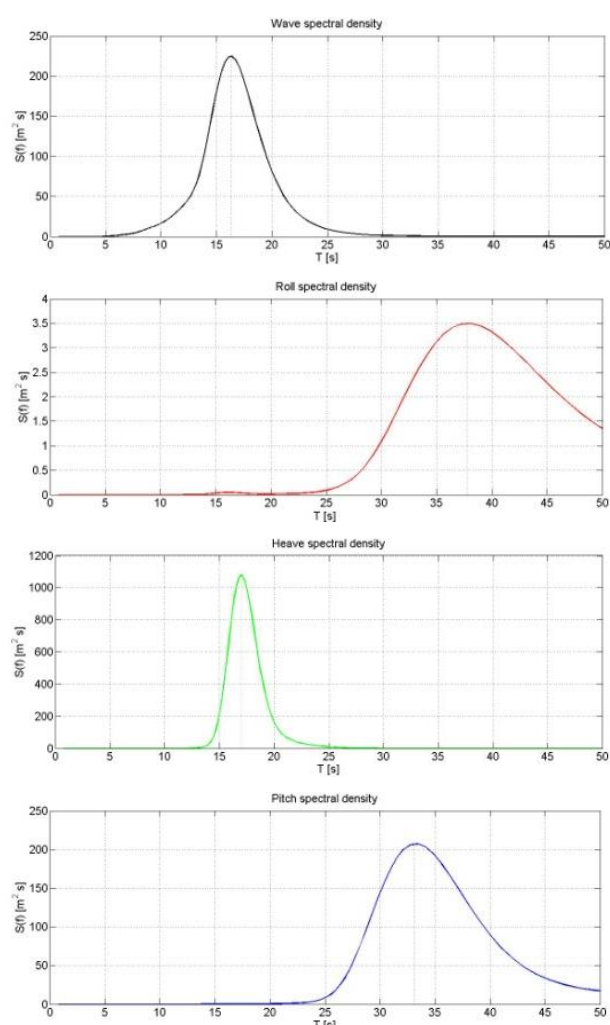 Wave spectral density
250
200
150
100
50
0
S(f) [m² s]
0 5 10 15 20 25 30 35 40 45 50
T [s]
Roll spectral density
4
3.5
3
2.5
2
1.5
1
0.5
0
S(f) [m² s]
0 5 10 15 20 25 30 35 40 45 50
T [s]
Heave spectral density
1200
1000
800
600
400
200
0
S(f) [m² s]
0 5 10 15 20 25 30 35 40 45 50
T [s]
Pitch spectral density
250
200
150
100
50
0
S(f) [m² s]
0 5 10 15 20 25 30 35 40 45 50
T [s]